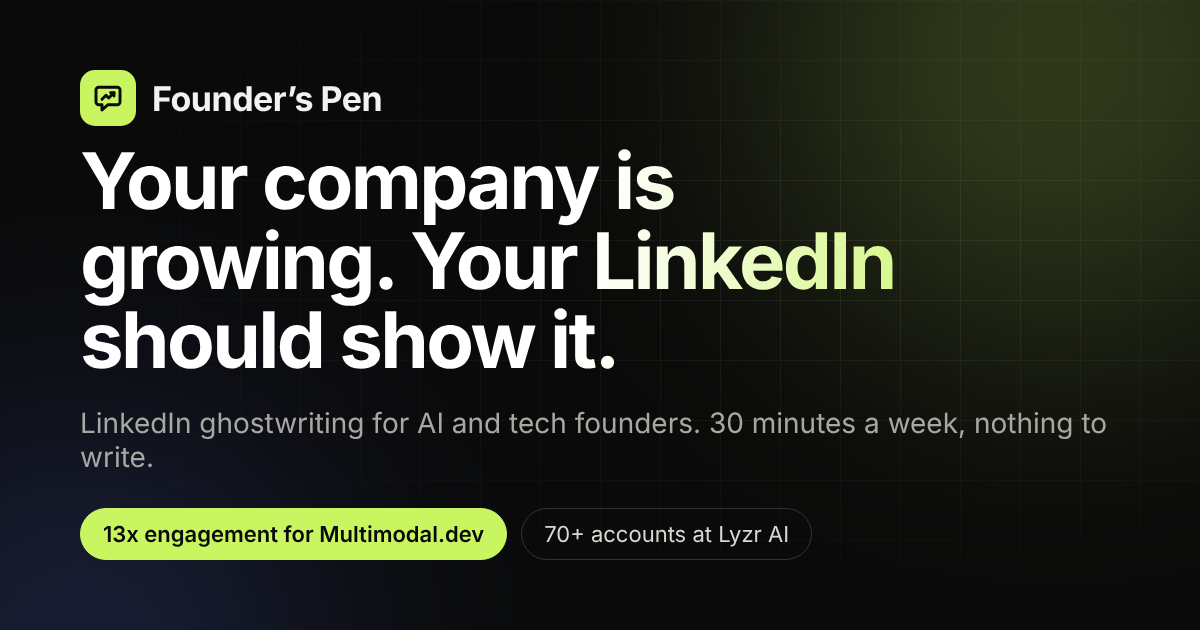 Founder’s Pen
Your company is
growing. Your LinkedIn
should show it.
LinkedIn ghostwriting for AI and tech founders. 30 minutes a week, nothing to
write.
13x engagement for Multimodal.dev
70+ accounts at Lyzr AI